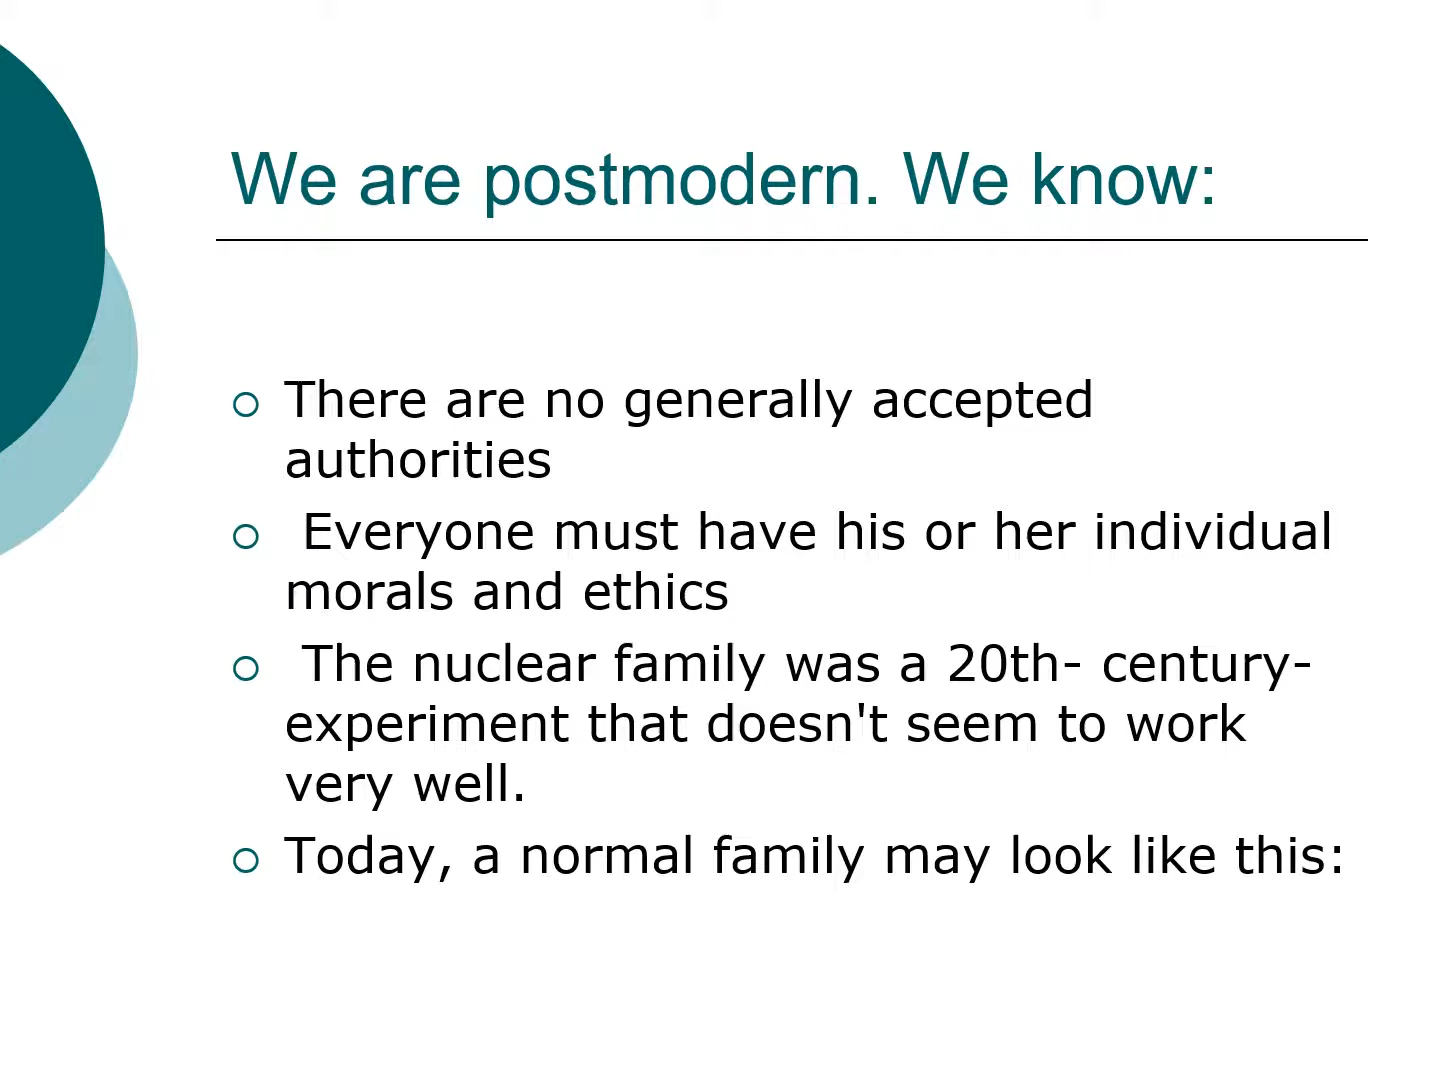 We are postmodern. We know:
There are no generally accepted
authorities
Everyone must have his or her individual
morals and ethics
The nuclear family was a 20th- century-
experiment that doesn't seem to work
very well.
Today, a normal family may look like this: